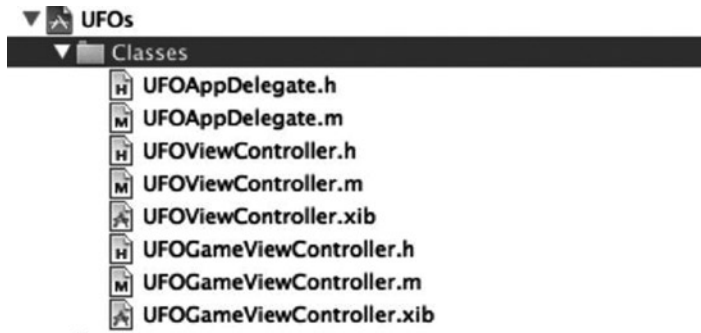 UFOs
Classes
UFOAppDelegate.h
UFOAppDelegate.m
UFOViewController.h
UFOViewController.m
UFOViewController.xib
UFOGameViewController.h
UFOGameViewController.m
UFOGameViewController.xib